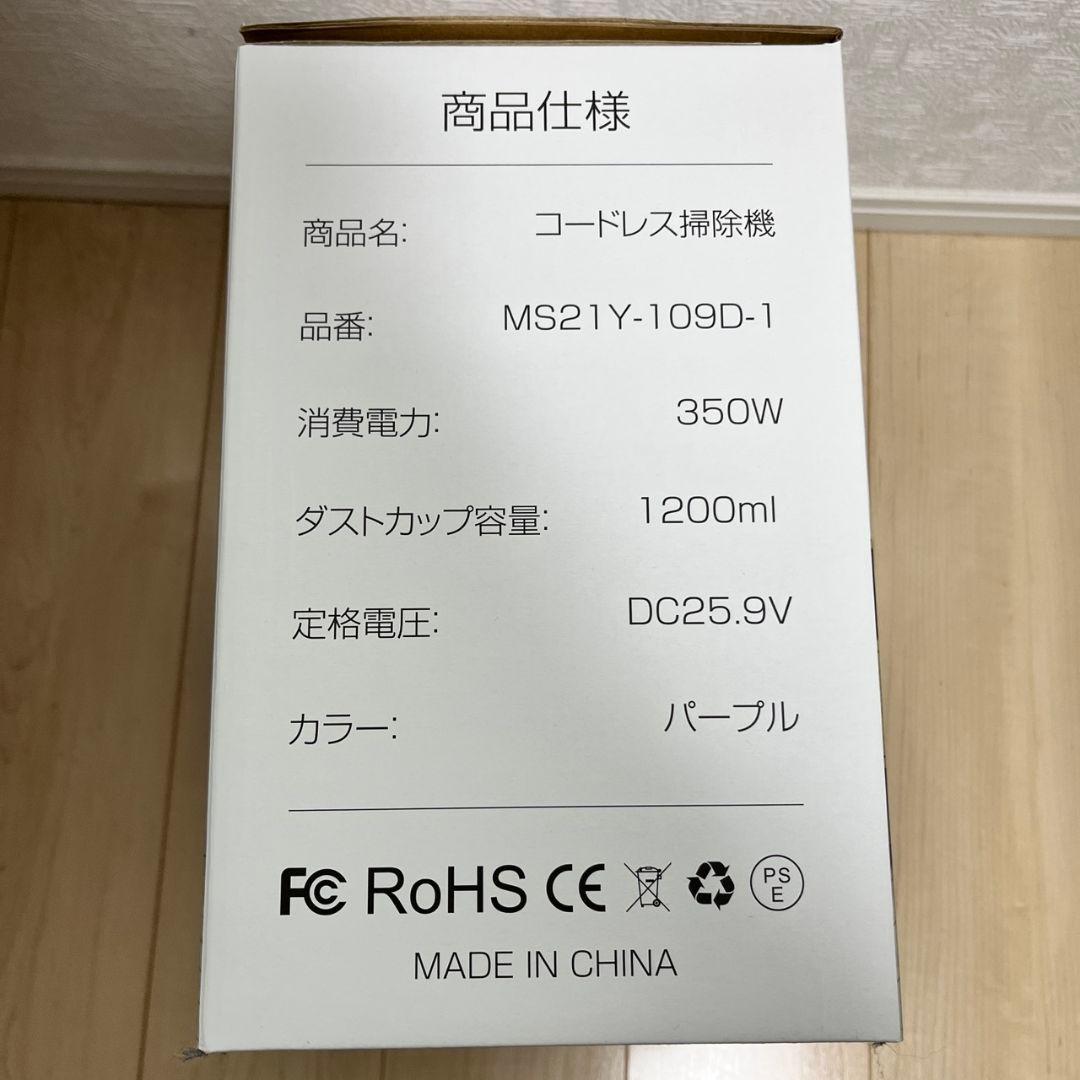 商品仕様
商品名: コードレス掃除機
品番: MS21Y-109D-1
消費電力: 350W
ダストカップ容量: 1200ml
定格電圧: DC25.9V
カラー: パープル
FC RoHS CE PS E
MADE IN CHINA